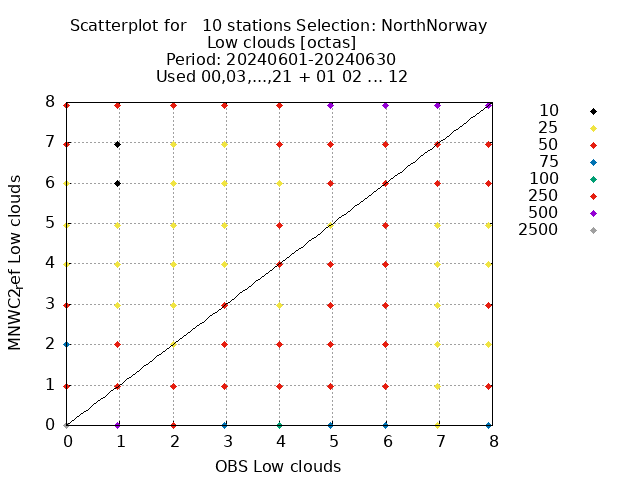 Scatterplot for   10 stations Selection: NorthNorway
Low clouds [octas]
Period: 20240601-20240630
Used 00,03,...,21 + 01 02 ... 12
8
7
6
5
4
3
2
1
0
0 1 2 3 4 5 6 7 8
OBS Low clouds
MNWC2ref Low clouds
10
25
50
75
100
250
500
2500